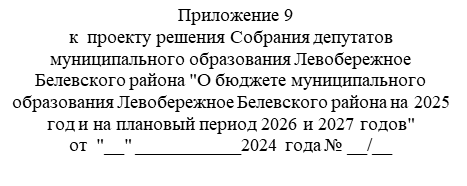 Приложение 9
к проекту решения Собрания депутатов
муниципального образования Левобережное
Белевского района "О бюджете муниципального
образования Левобережное Белевского района на 2025
год и на плановый период 2026 и 2027 годов"
от "__" ____________2024 года № __/__